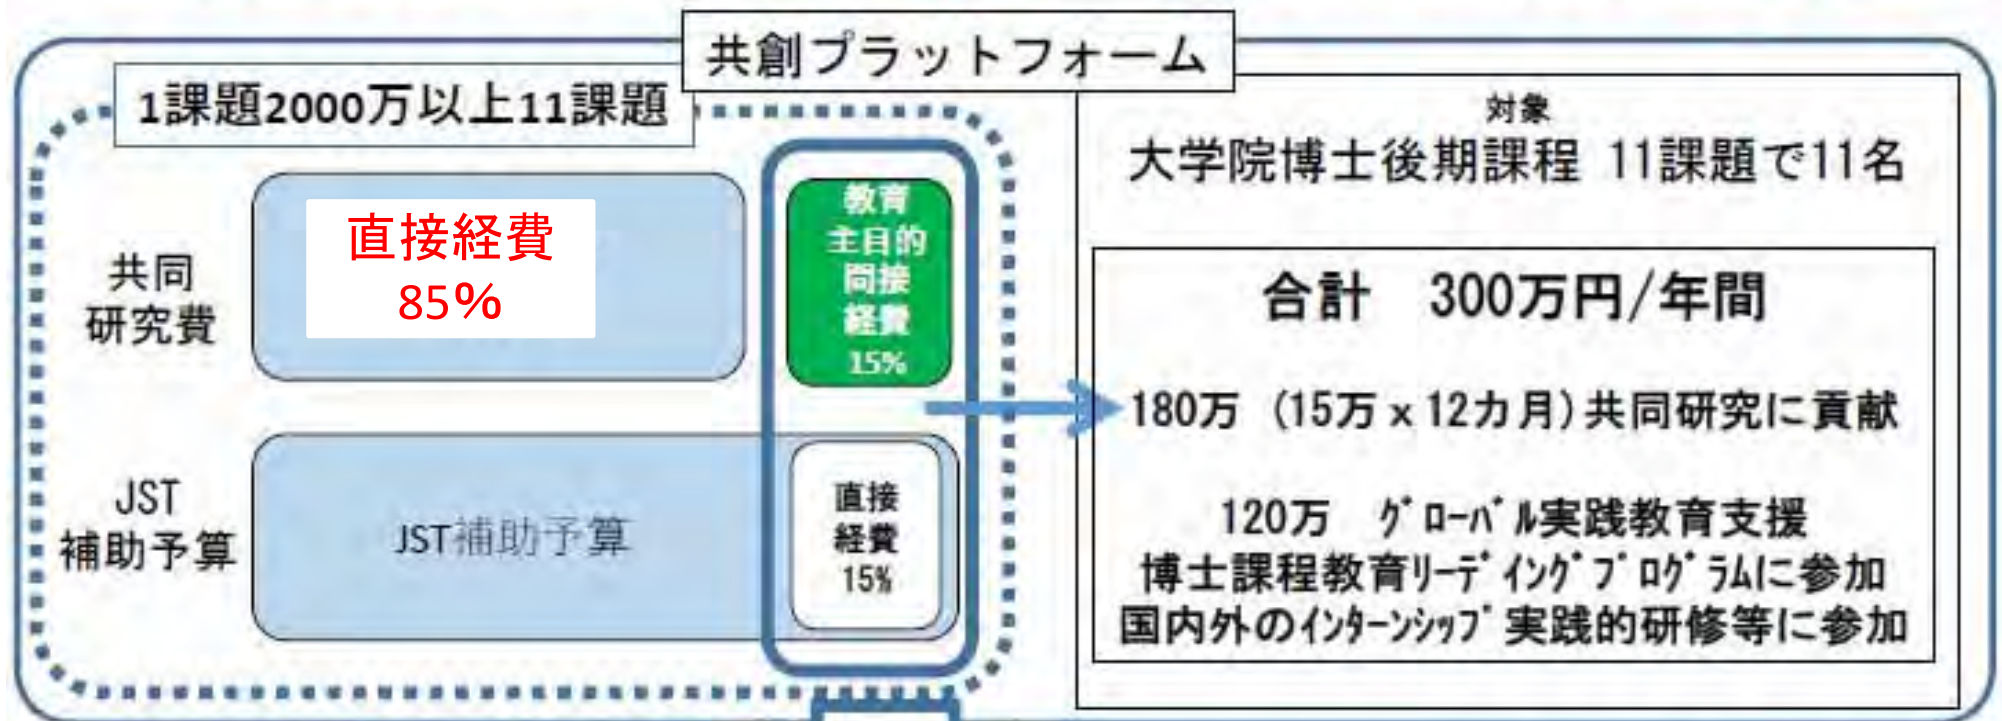 共創プラットフォーム
1課題2000万以上11課題
共同
研究費
直接経費
85%
教育
主目的
間接
経費
15%
JST
補助予算
JST補助予算
直接
経費
15%
対象
大学院博士後期課程 11課題で11名
合計 300万円/年間
180万 (15万 x 12カ月)共同研究に貢献
120万 ｸﾞﾛｰﾊﾞﾙ実践教育支援
博士課程教育ﾘｰﾃﾞｲﾝｸﾞﾌﾟﾛｸﾞﾗﾑに参加
国内外のｲﾝﾀｰﾝｼｯﾌﾟ実践的研修等に参加